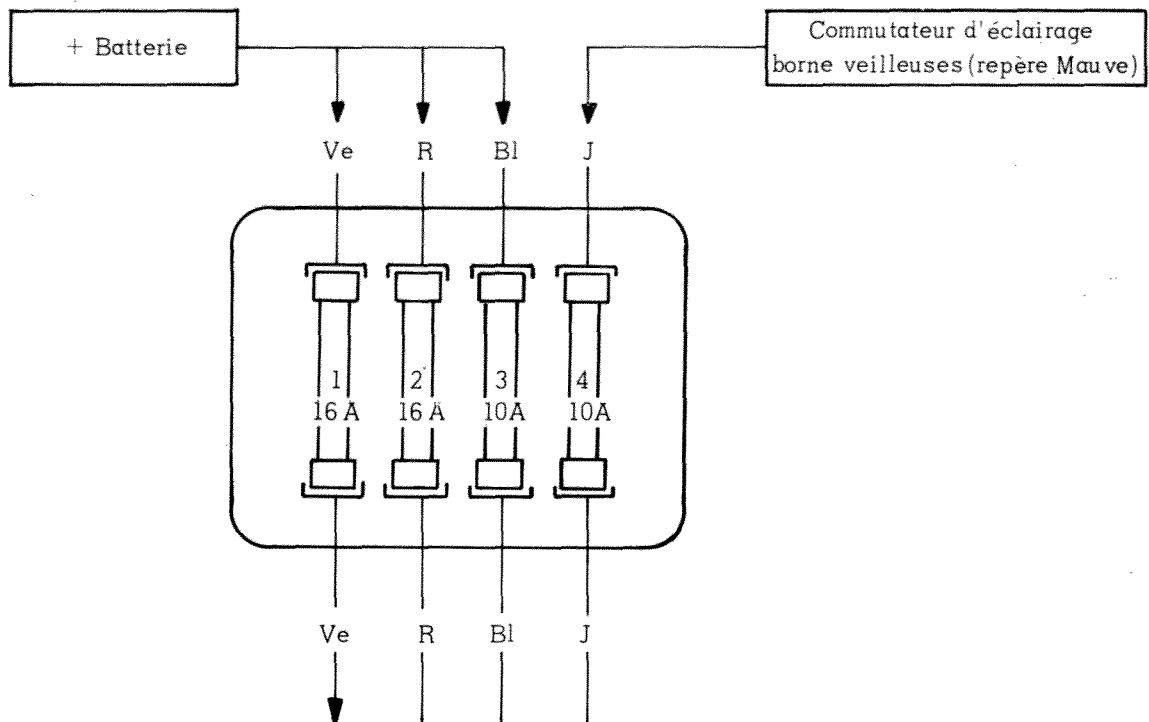 + Batterie
Commutateur d'éclairage
borne veilleuses (repère Mauve)
Ve R Bl J
1 2 3 4
16 A 16 A 10A 10A
Ve R Bl J